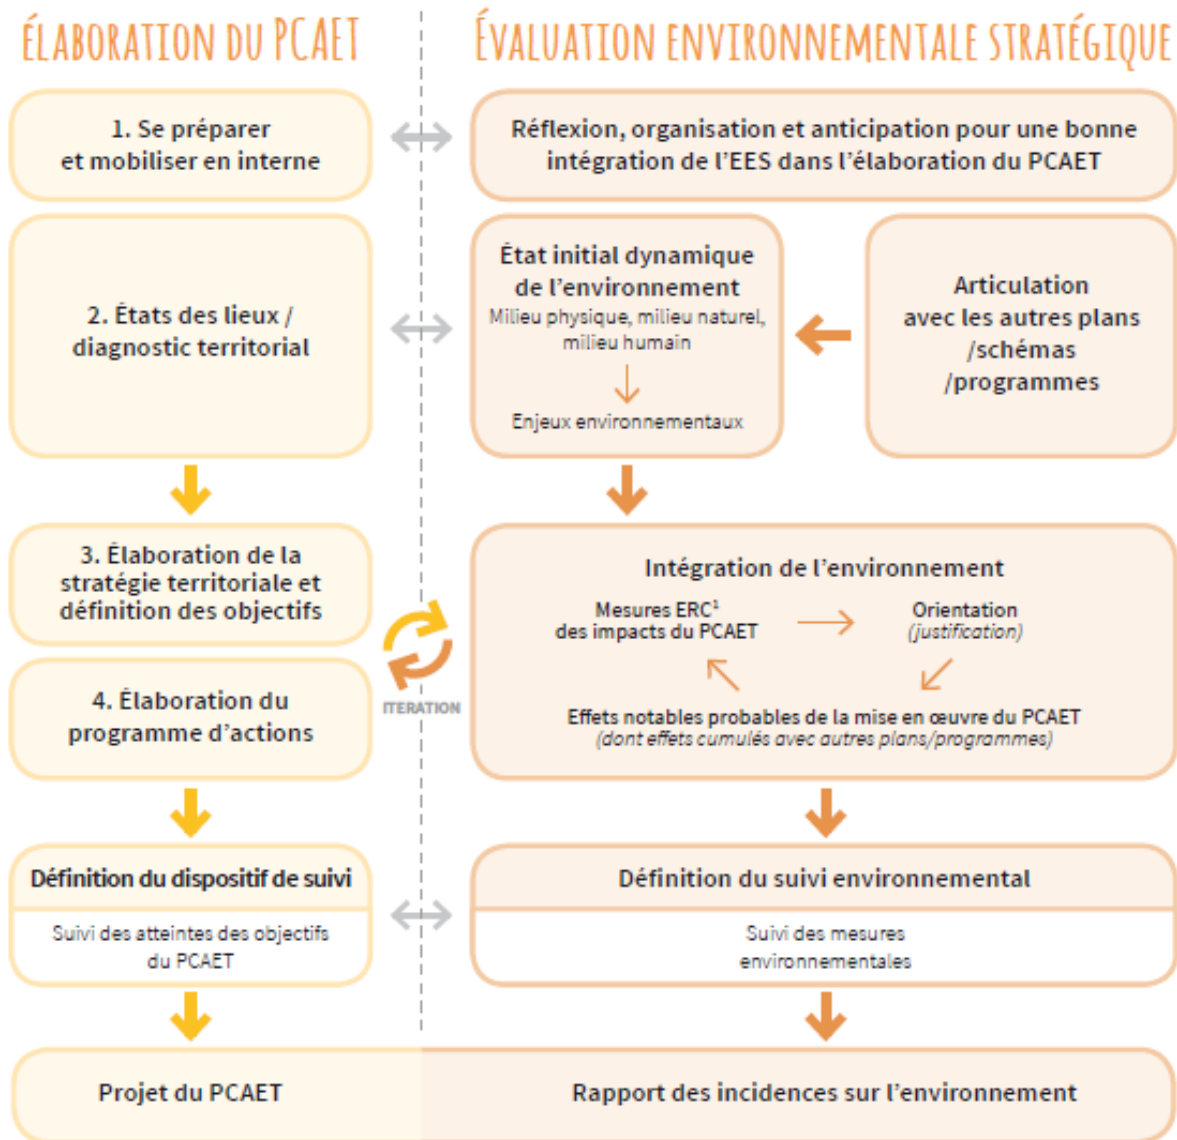 ÉLABORATION DU PCAET
ÉVALUATION ENVIRONNEMENTALE STRATÉGIQUE
1. Se préparer
et mobiliser en interne
Réflexion, organisation et anticipation pour une bonne
intégration de l’EES dans l’élaboration du PCAET
2. États des lieux /
diagnostic territorial
État initial dynamique
de l’environnement
Milieu physique, milieu naturel,
milieu humain
Enjeux environnementaux
Articulation
avec les autres plans
/schémas
/programmes
3. Élaboration de la
stratégie territoriale et
définition des objectifs
4. Élaboration du
programme d’actions
ITERATION
Intégration de l’environnement
Mesures ERC¹
des impacts du PCAET
Orientation
(justification)
Effets notables probables de la mise en œuvre du PCAET
(dont effets cumulés avec autres plans/programmes)
Définition du dispositif de suivi
Suivi des atteintes des objectifs
du PCAET
Définition du suivi environnemental
Suivi des mesures
environnementales
Projet du PCAET
Rapport des incidences sur l’environnement